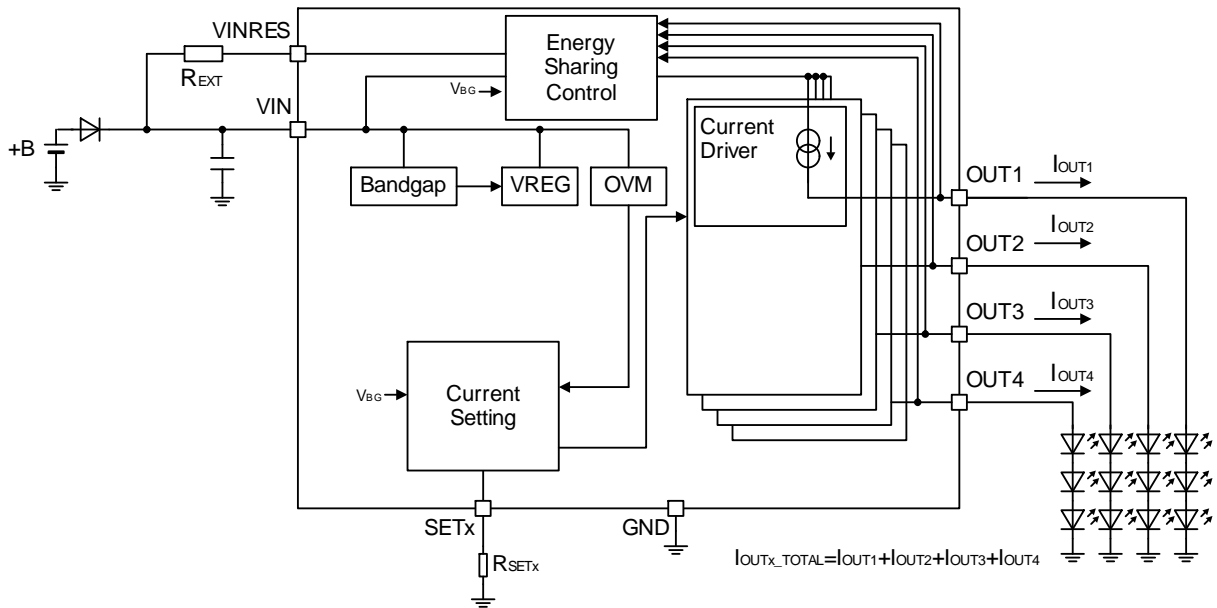 VINRES
REXT
VIN
+B
Energy
Sharing
Control
VBG
Current
Driver
Bandgap
VREG
OVM
OUT1
IOUT1
OUT2
IOUT2
OUT3
IOUT3
OUT4
IOUT4
VBG
Current
Setting
SETx
GND
RSETx
IOUTx_TOTAL=IOUT1+IOUT2+IOUT3+IOUT4